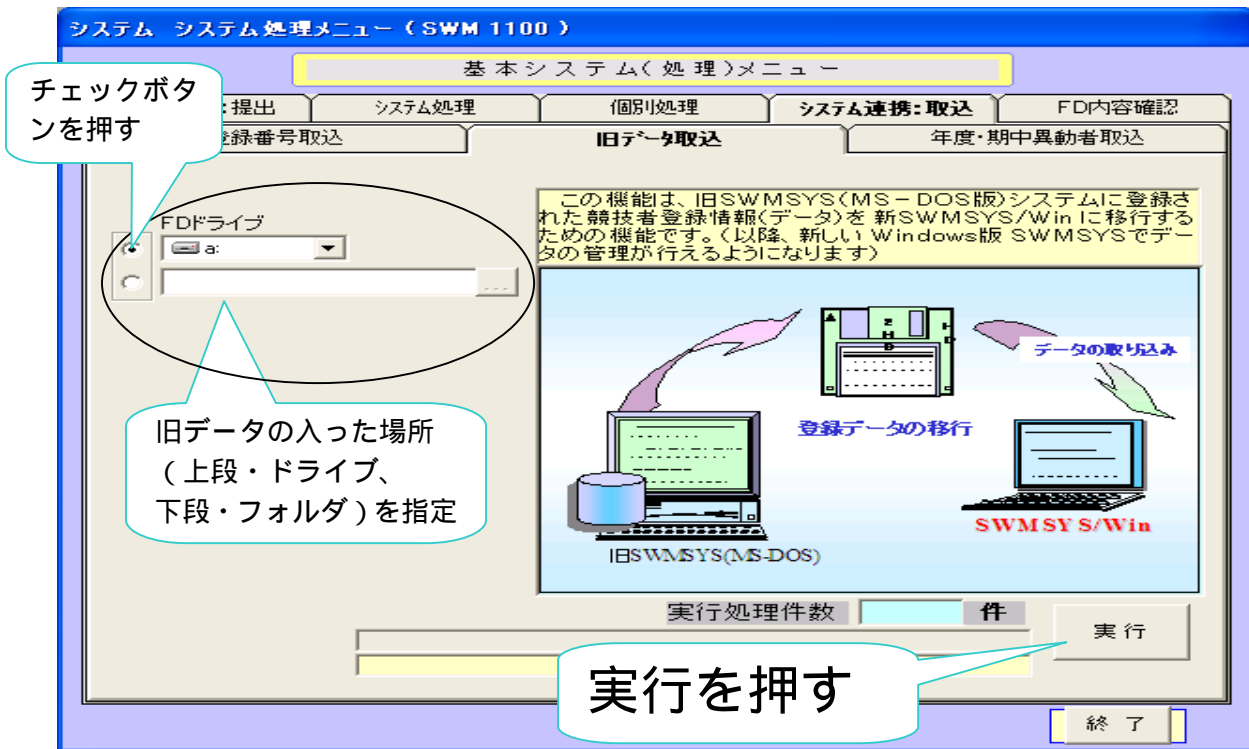 システム システム処理メニュー（SWM 1100 ）
基本システム(処理)メニュー
チェックボタ
ンを押す
:提出
システム処理
個別処理
システム連携:取込
FD内容確認
登録番号取込
旧データ取込
年度・期中異動者取込
FDドライブ
a:
...
この機能は、旧SWMSYS(MS－DOS版)システムに登録さ
れた競技者登録情報(データ)を 新SWMSYS/Win に移行する
ための機能です。（以降、新しい Windows版 SWMSYSでデー
タの管理が行えるようになります）
2
H
D
H
D
データの取り込み
登録データの移行
旧データの入った場所
（上段・ドライブ、
下段・フォルダ）を指定
SWMSYS/Win
旧SWMSYS(MS-DOS)
実行処理件数
件
実行
実行を押す
終了